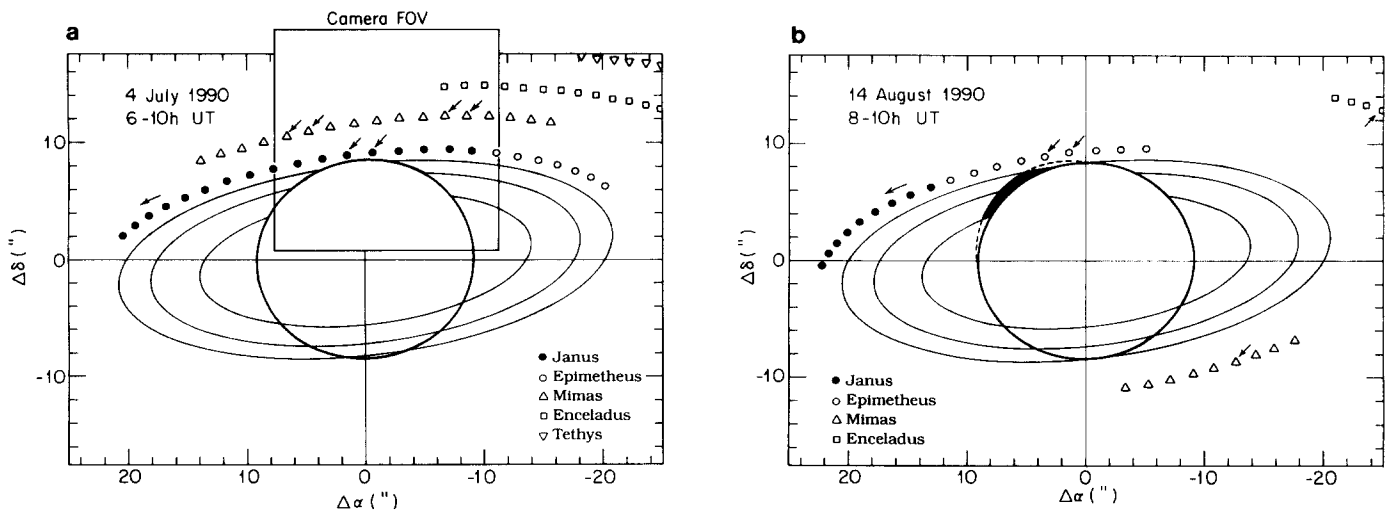 Camera FOV
a
4 July 1990
6-10h UT
10
0
-10
Δδ(")
20
10
0
-10
-20
Δα(")
Janus
Epimetheus
Mimas
Enceladus
Tethys
b
14 August 1990
8-10h UT
10
0
-10
Δδ(")
20
10
0
-10
-20
Δα(")
Janus
Epimetheus
Mimas
Enceladus